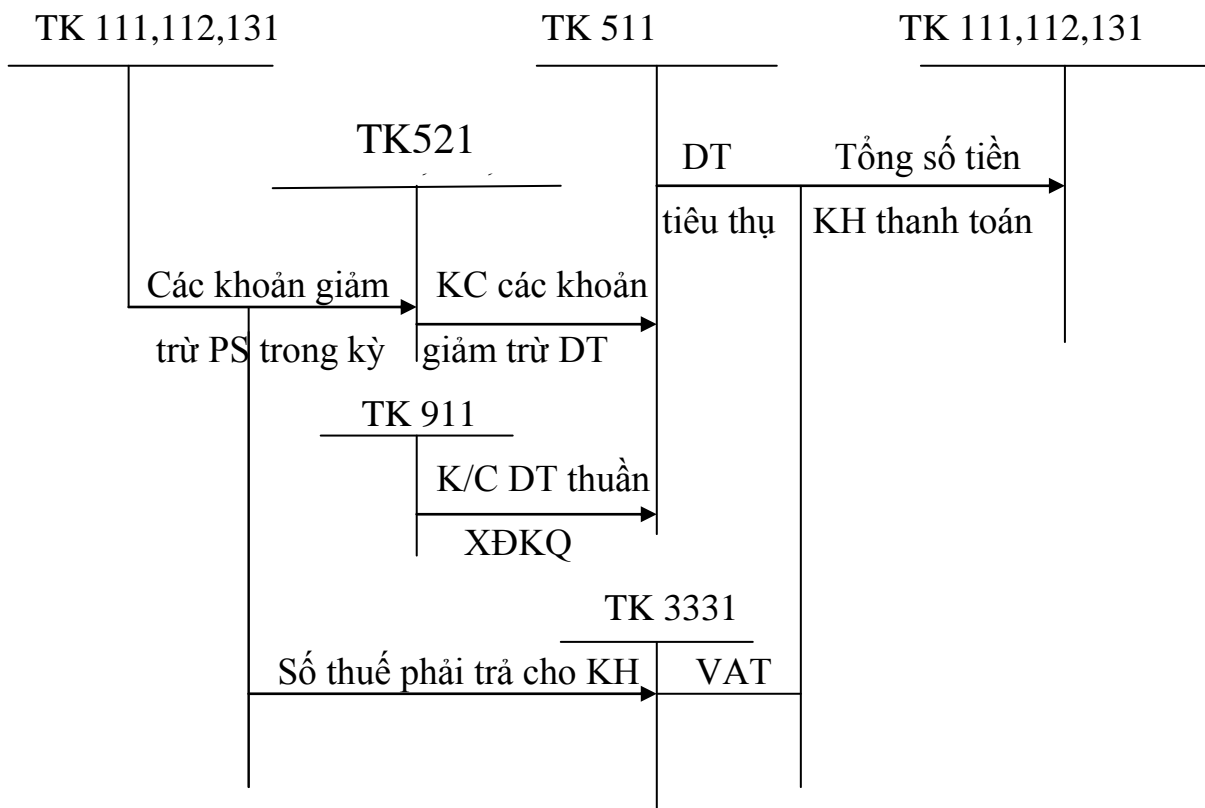 TK 111,112,131
TK 511
TK 111,112,131
TK521
DT
Tổng số tiền
tiêu thụ
KH thanh toán
Các khoản giảm
KC các khoản
trừ PS trong kỳ
giảm trừ DT
TK 911
K/C DT thuần
XĐKQ
TK 3331
Số thuế phải trả cho KH
VAT